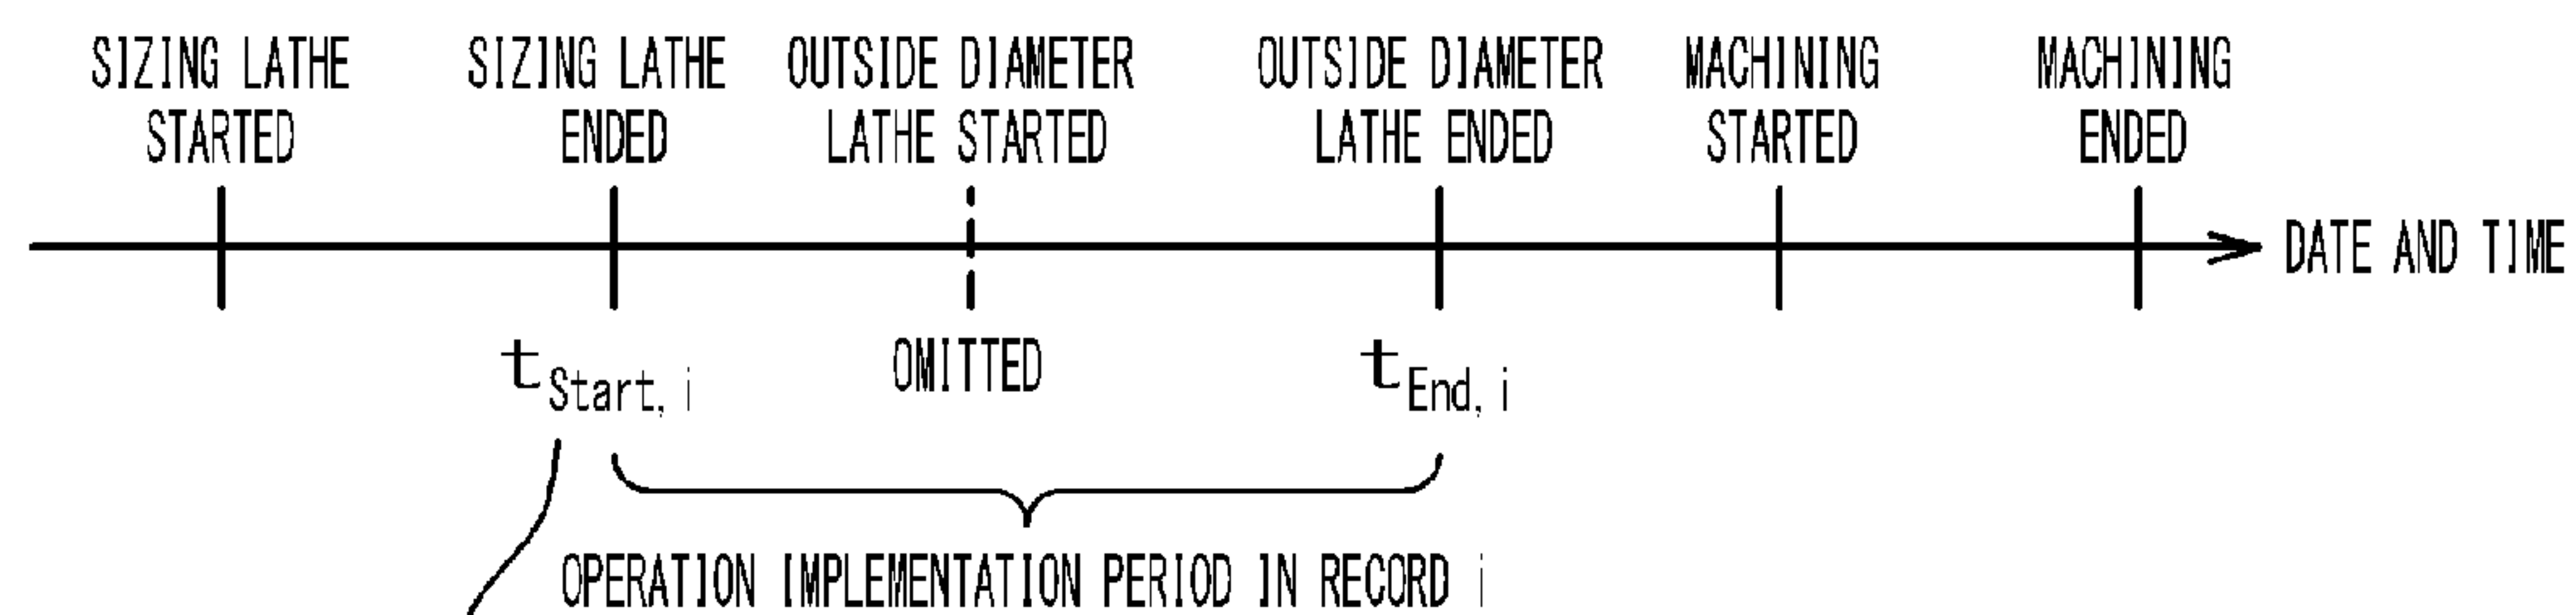 SIZING LATHE
STARTED
SIZING LATHE
ENDED
OUTSIDE DIAMETER
LATHE STARTED
OUTSIDE DIAMETER
LATHE ENDED
MACHINING
STARTED
MACHINING
ENDED
DATE AND TIME
tStart, i
OMITTED
tEnd, i
OPERATION IMPLEMENTATION PERIOD IN RECORD i